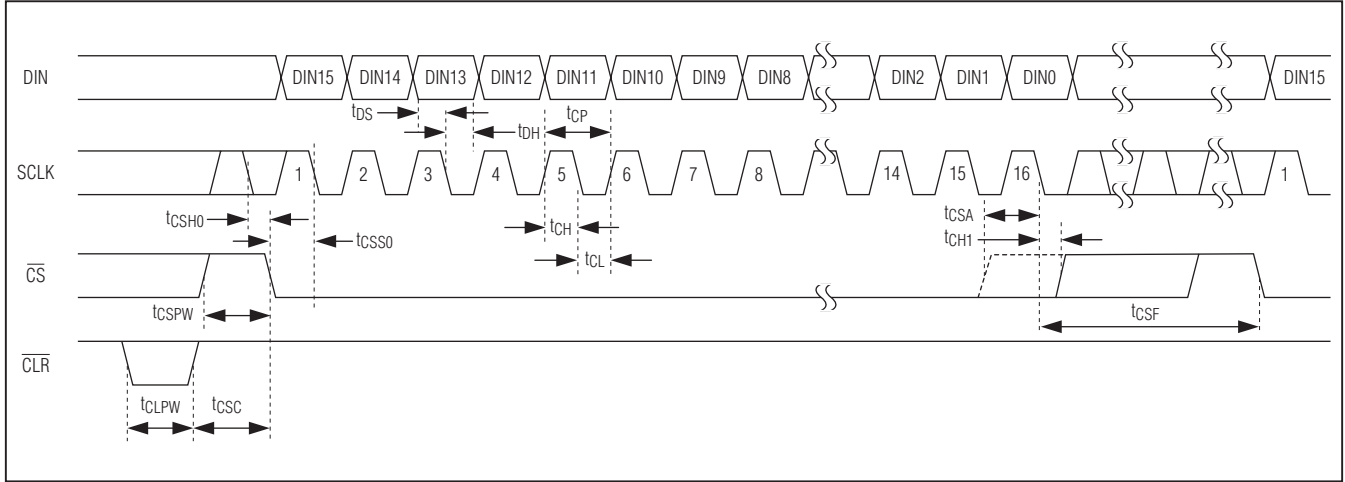 DIN
DIN15 DIN14 DIN13 DIN12 DIN11 DIN10 DIN9 DIN8 DIN2 DIN1 DIN0 DIN15
tDS tDH tCP
SCLK
1 2 3 4 5 6 7 8 14 15 16 1
tCSH0 tCSS0 tCH tCL tCSA tCH1
CS
tCSPW tCSF
CLR
tCLPW tCSC